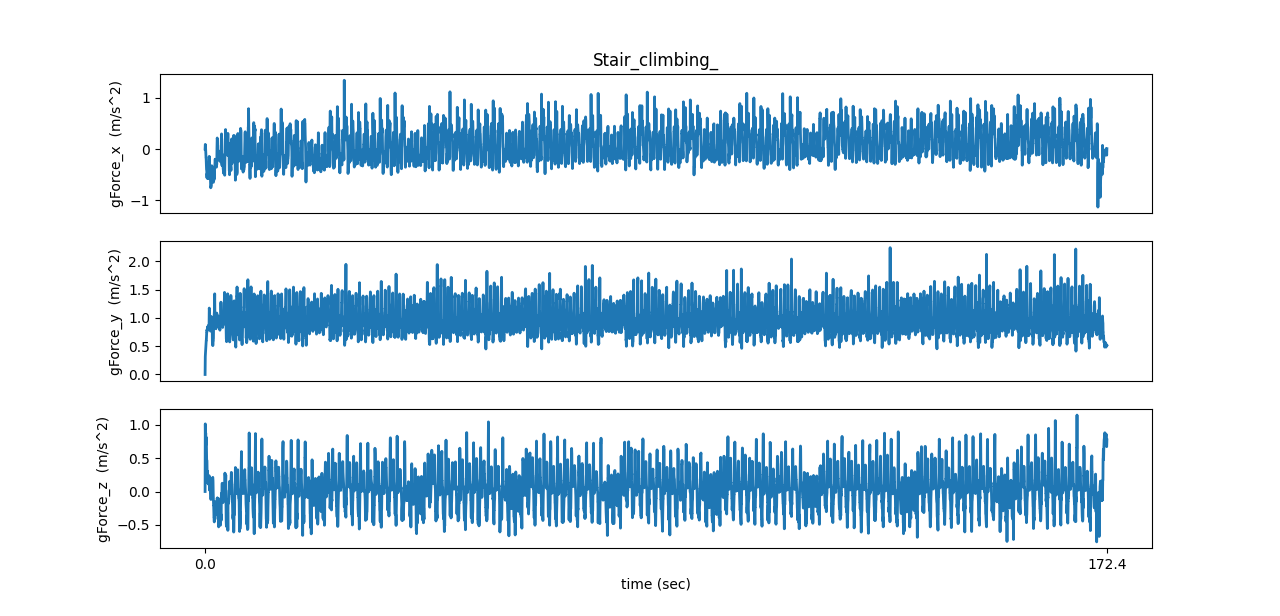 Stair_climbing_
gForce_x (m/s^2)
1
0
−1
gForce_y (m/s^2)
2.0
1.5
1.0
0.5
0.0
gForce_z (m/s^2)
1.0
0.5
0.0
−0.5
0.0 172.4
time (sec)